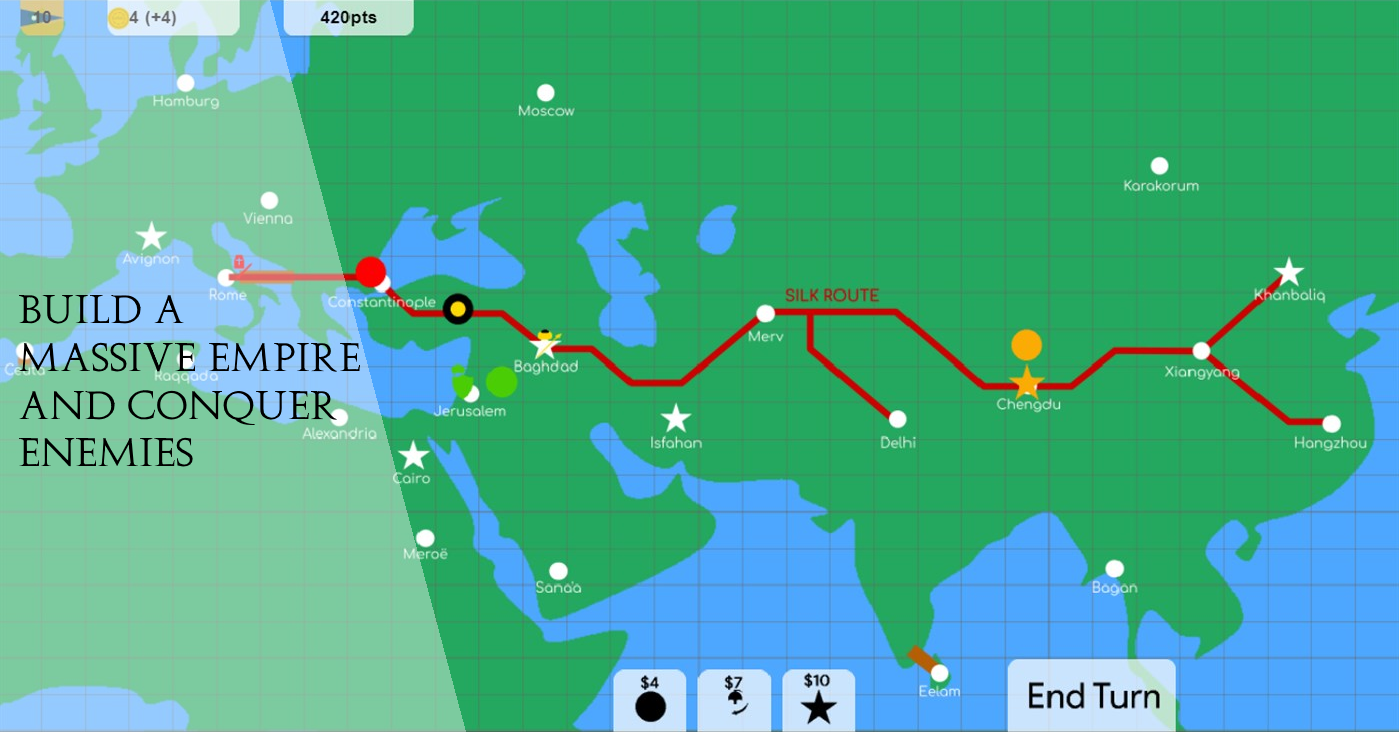 10
4 (+4)
420pts
Hamburg
Moscow
Karakorum
Vienna
Avignon
Rome
Constantinople
SILK ROUTE
Khanbaliq
Merv
Baghdad
Xiangyang
BUILD A
MASSIVE EMPIRE
AND CONQUER
ENEMIES
Ceuta
Raqqada
Jerusalem
Chengdu
Alexandria
Isfahan
Delhi
Hangzhou
Cairo
Meroë
Sana'a
Bagan
Eelam
$4
$7
$10
End Turn